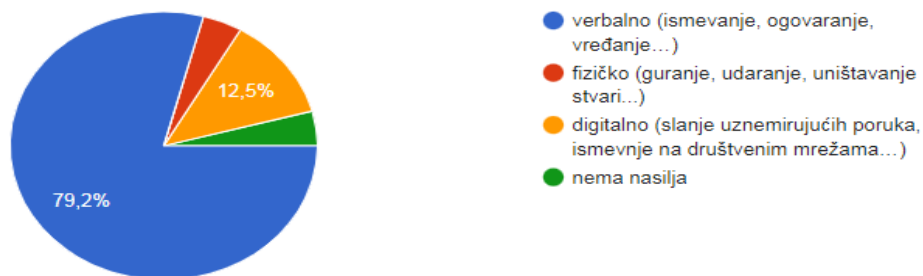 12,5%
79,2%
verbalno (ismevanje, ogovaranje,
vređanje...)
fizičko (guranje, udaranje, uništavanje
stvari...)
digitalno (slanje uznemirujućih poruka,
ismevnje na društvenim mrežama...)
nema nasilja